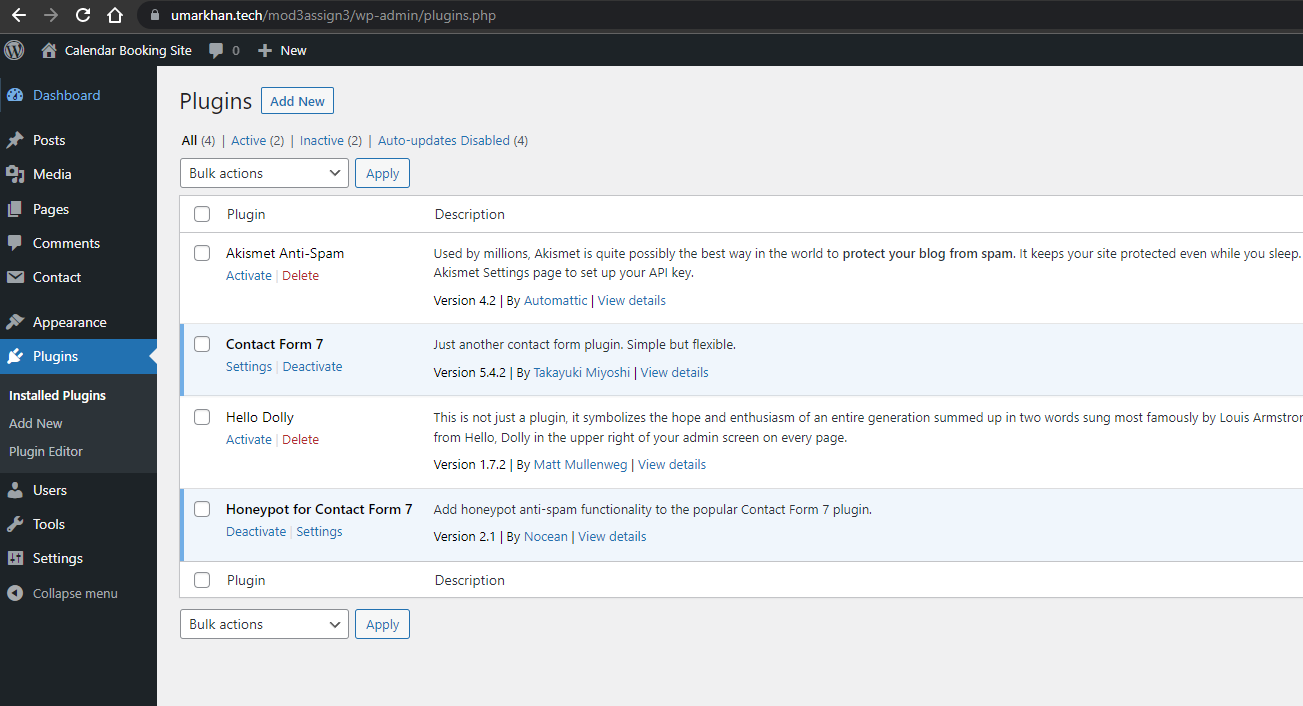 umarkhan.tech/mod3assign3/wp-admin/plugins.php
Calendar Booking Site 0 New
Dashboard
Posts
Media
Pages
Comments
Contact
Appearance
Plugins
Installed Plugins
Add New
Plugin Editor
Users
Tools
Settings
Collapse menu
Plugins Add New
All (4) | Active (2) | Inactive (2) | Auto-updates Disabled (4)
Bulk actions Apply
Plugin Description
Akismet Anti-Spam
Activate | Delete
Used by millions, Akismet is quite possibly the best way in the world to protect your blog from spam. It keeps your site protected even while you sleep.
Akismet Settings page to set up your API key.
Version 4.2 | By Automattic | View details
Contact Form 7
Settings | Deactivate
Just another contact form plugin. Simple but flexible.
Version 5.4.2 | By Takayuki Miyoshi | View details
Hello Dolly
Activate | Delete
This is not just a plugin, it symbolizes the hope and enthusiasm of an entire generation summed up in two words sung most famously by Louis Armstron
from Hello, Dolly in the upper right of your admin screen on every page.
Version 1.7.2 | By Matt Mullenweg | View details
Honeypot for Contact Form 7
Deactivate | Settings
Add honeypot anti-spam functionality to the popular Contact Form 7 plugin.
Version 2.1 | By Nocean | View details
Plugin Description
Bulk actions Apply